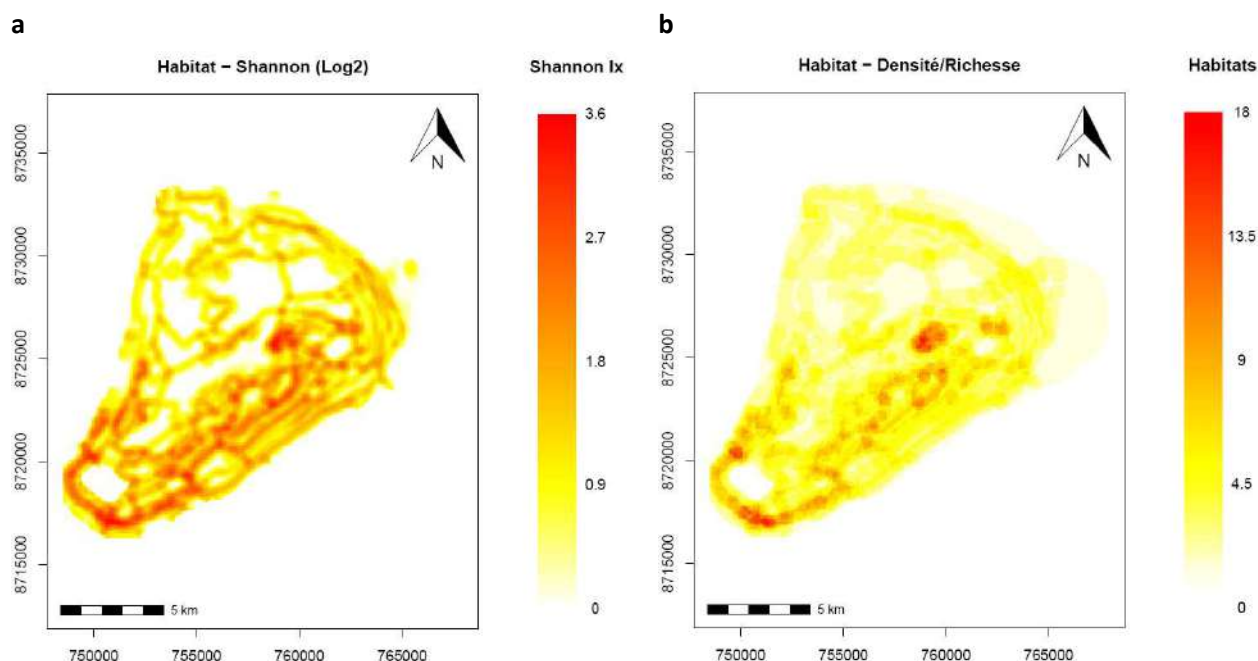 a
Habitat – Shannon (Log2)
Shannon Ix
3.6
2.7
1.8
0.9
0
N
8735000
8730000
8725000
8720000
8715000
5 km
750000
755000
760000
765000
b
Habitat – Densité/Richesse
Habitats
18
13.5
9
4.5
0
N
8735000
8730000
8725000
8720000
8715000
5 km
750000
755000
760000
765000